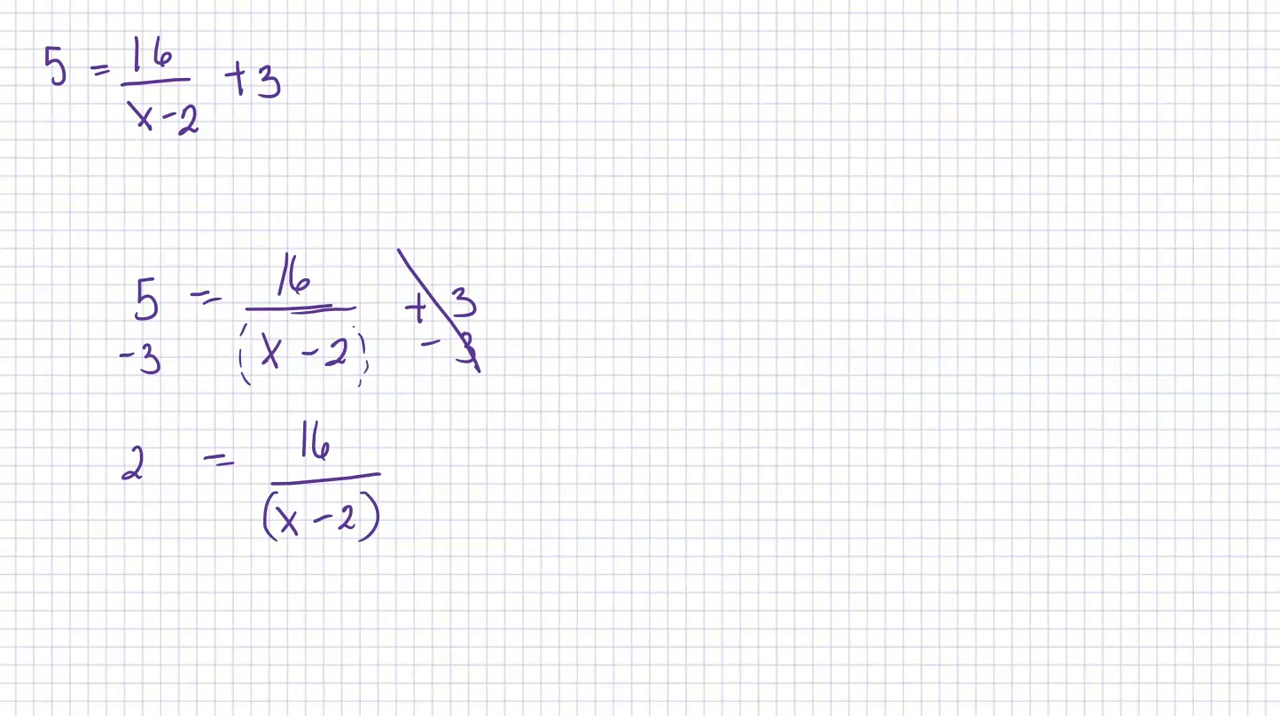 5 = 16/(x-2) + 3
5 = 16/(x - 2) + 3
-3 - 3
2 = 16/(x - 2)